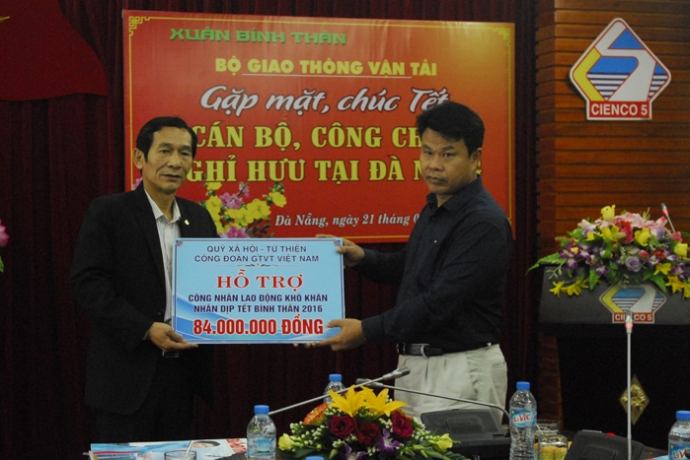 XUÂN BÍNH THÂN
BỘ GIAO THÔNG VẬN TẢI
Gặp mặt, chúc Tết
CÁN BỘ, CÔNG CH
GHỈ HƯU TẠI ĐÀ N
Đà Nẵng, ngày 21 tháng 0
CIENCO 5
QUỸ XÃ HỘI - TỪ THIỆN
CÔNG ĐOÀN GTVT VIỆT NAM
HỖ TRỢ
CÔNG NHÂN LAO ĐỘNG KHÓ KHĂN
NHÂN DỊP TẾT BÍNH THÂN 2016
84.000.000 ĐỒNG
CIENCO 5